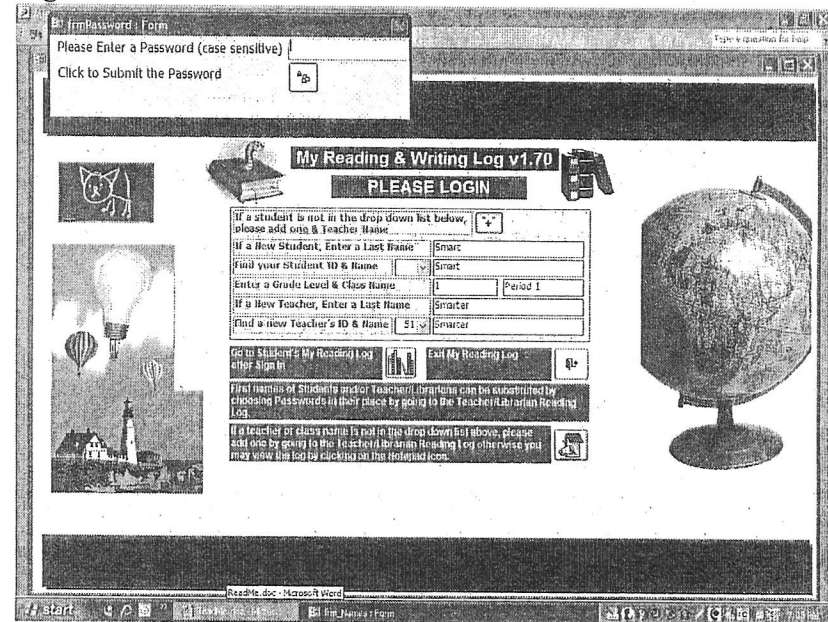 frmPassword : Form
Type a question for help
Please Enter a Password (case sensitive)
Click to Submit the Password
My Reading & Writing Log v1.70
PLEASE LOGIN
If a student is not in the drop down list below,
please add one & Teacher Name
If a New Student, Enter a Last Name
Smart
Find your Student ID & Name
Smart
Enter a Grade Level & Class Name
1
Period 1
If a New Teacher, Enter a Last Name
Smarter
Find a new Teacher's ID & Name
51
Smarter
Go to Student's My Reading Log
after Sign In
Exit My Reading Log
First names of Students and/or Teacher/Librarians can be substituted by
choosing Passwords in their place by going to the Teacher/Librarian Reading
Log.
If a teacher or class name is not in the drop down list above, please
add one by going to the Teacher/Librarian Reading Log otherwise you
may view the log by clicking on the Notepad icon.
ReadMe.doc - Microsoft Word
start
frm_Names : Form